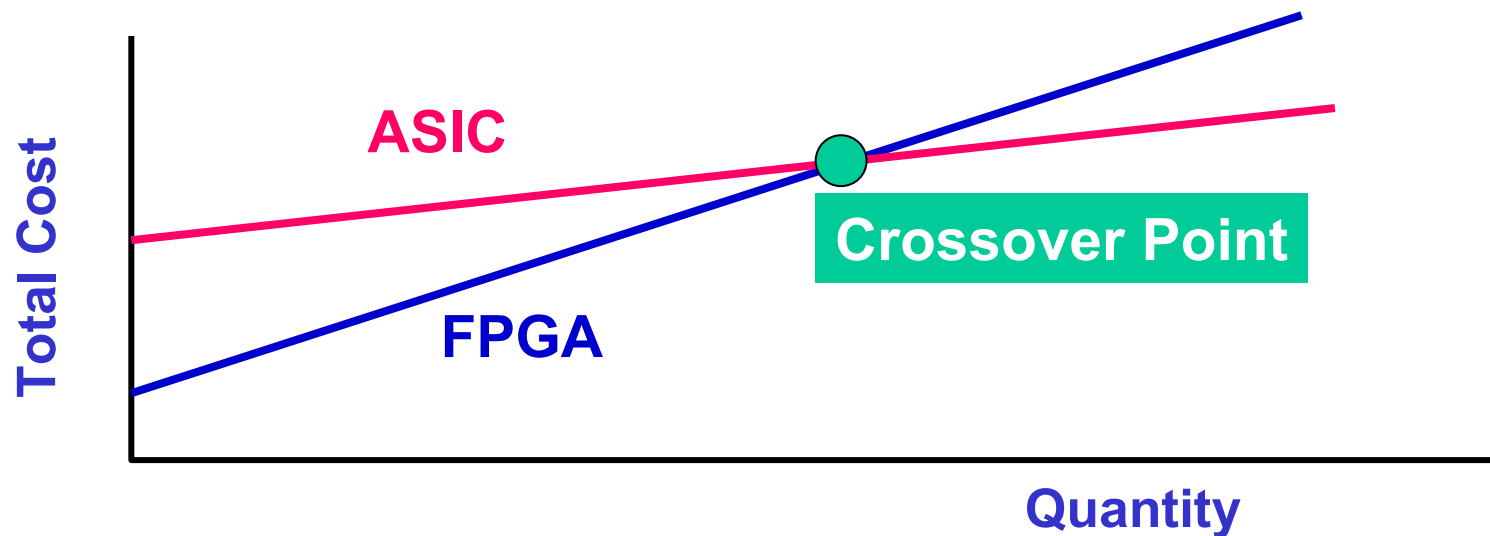 ASIC
Total Cost
Crossover Point
FPGA
Quantity